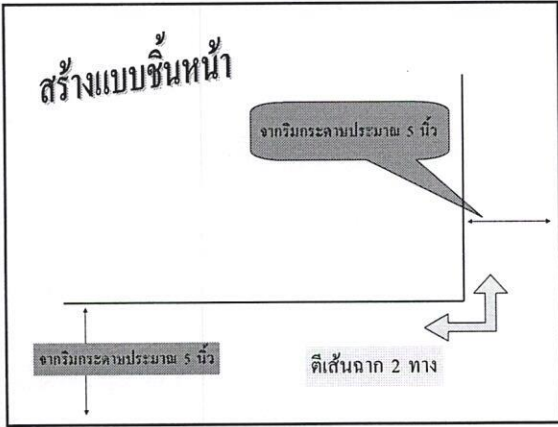 สร้างแบบชิ้นหน้า
จากริมกระดาษประมาณ 5 นิ้ว
จากริมกระดาษประมาณ 5 นิ้ว
ตีเส้นฉาก 2 ทาง